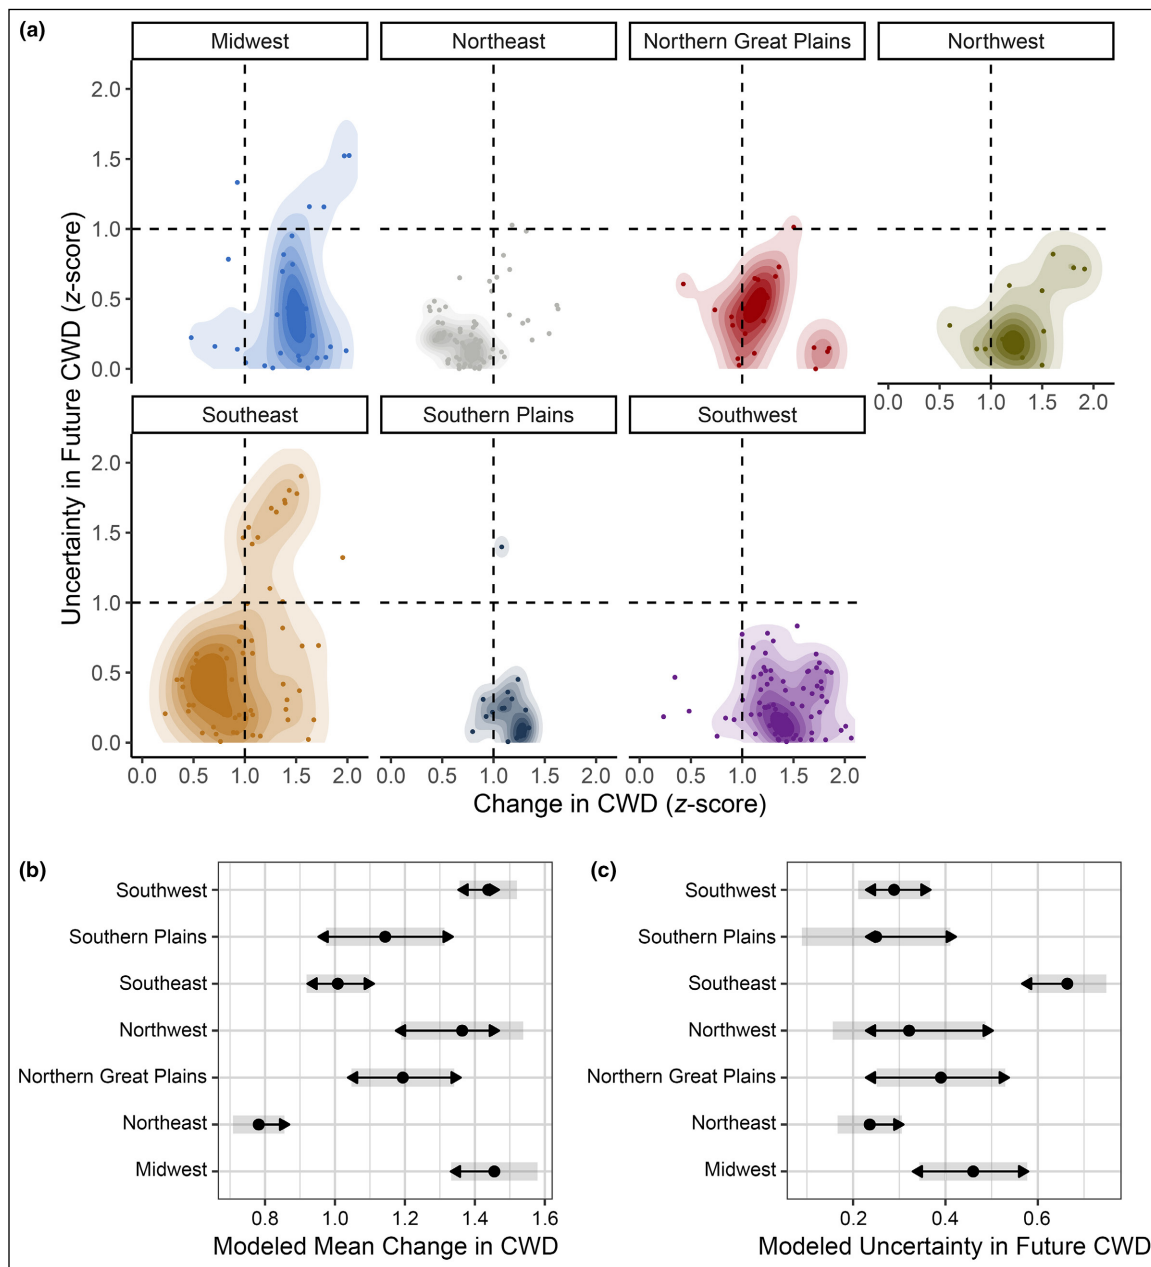 (a)
Midwest Northeast Northern Great Plains Northwest
2.0
1.5
1.0
0.5
0.0
0.0 0.5 1.0 1.5 2.0
Uncertainty in Future CWD (z-score)
Southeast Southern Plains Southwest
2.0
1.5
1.0
0.5
0.0
0.0 0.5 1.0 1.5 2.0 0.0 0.5 1.0 1.5 2.0 0.0 0.5 1.0 1.5 2.0
Change in CWD (z-score)
(b)
Southwest
Southern Plains
Southeast
Northwest
Northern Great Plains
Northeast
Midwest
0.8 1.0 1.2 1.4 1.6
Modeled Mean Change in CWD
(c)
Southwest
Southern Plains
Southeast
Northwest
Northern Great Plains
Northeast
Midwest
0.2 0.4 0.6
Modeled Uncertainty in Future CWD